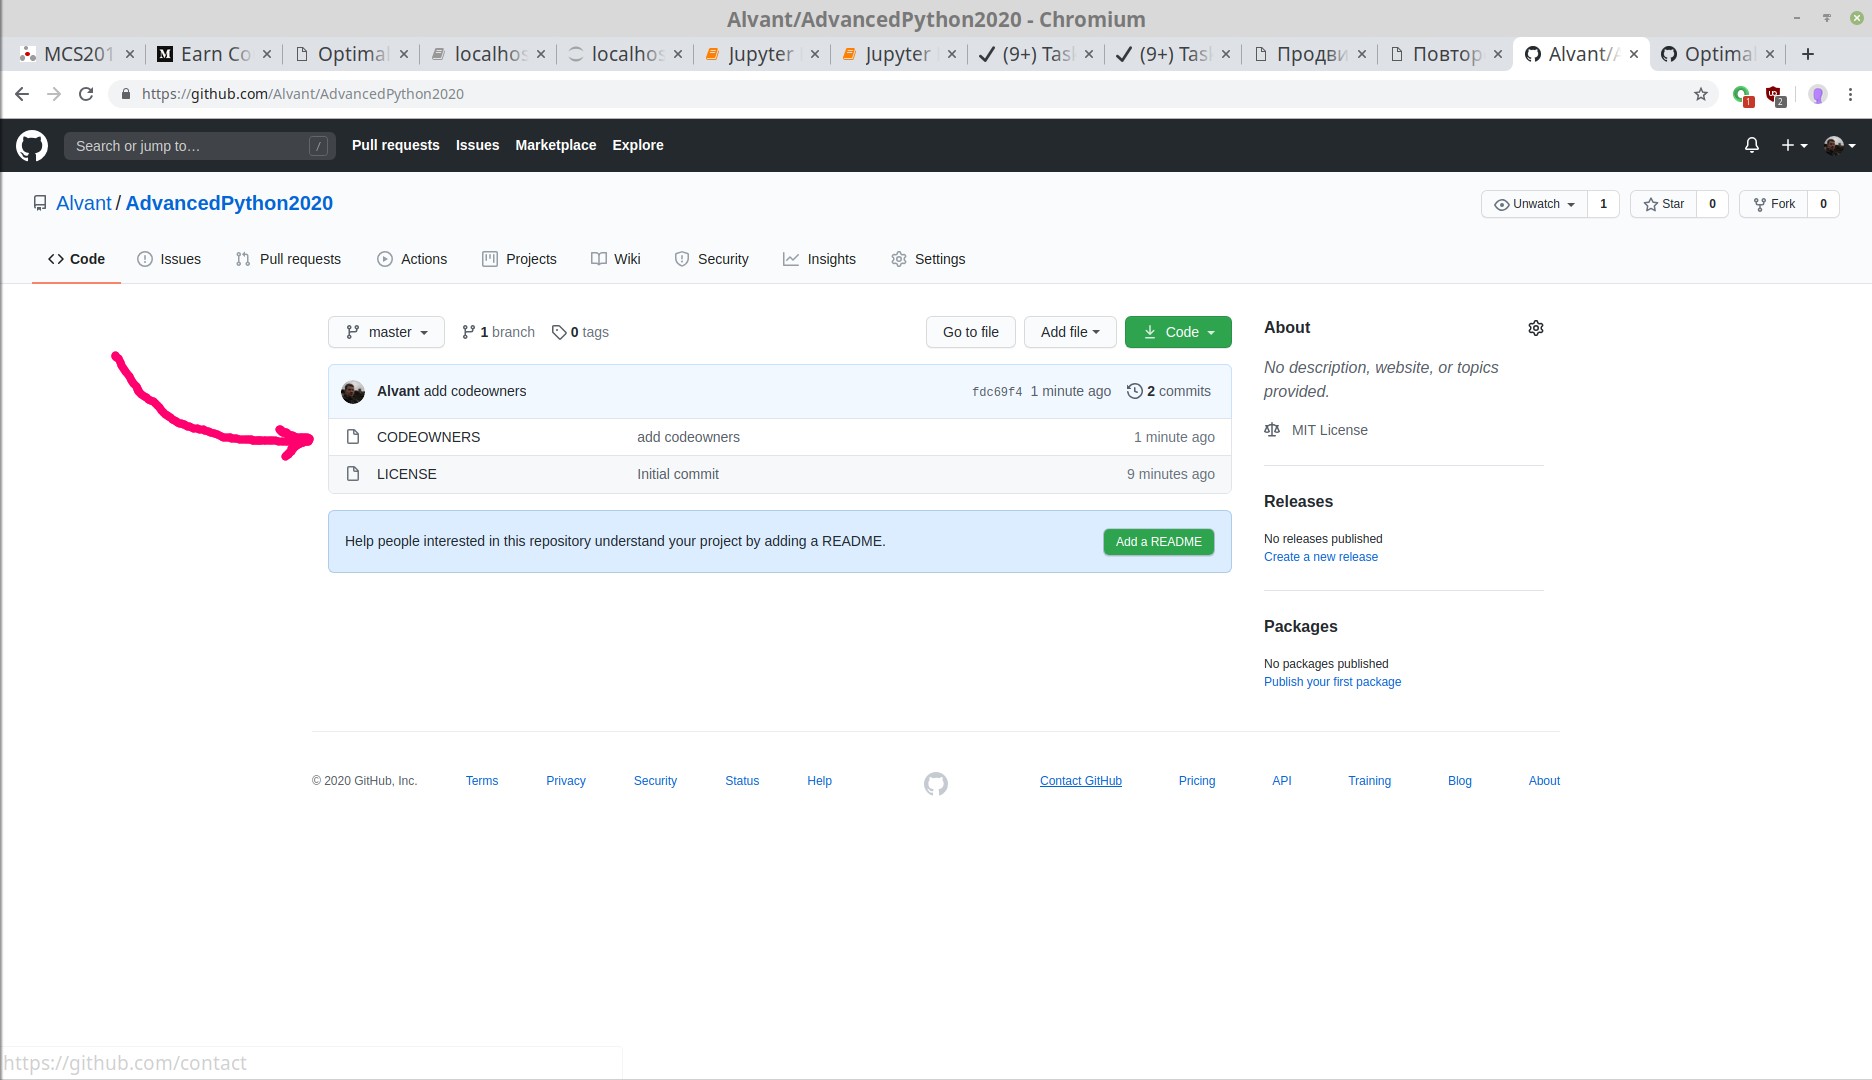 Alvant/AdvancedPython2020 - Chromium
MCS201 Earn Co Optimal localhos localhos Jupyter Jupyter (9+) Task (9+) Task Продви Повтор Alvant/A Optimal
https://github.com/Alvant/AdvancedPython2020 1 2
Search or jump to… / Pull requests Issues Marketplace Explore
Alvant / AdvancedPython2020 Unwatch 1 Star 0 Fork 0
Code Issues Pull requests Actions Projects Wiki Security Insights Settings
master 1 branch 0 tags Go to file Add file Code
Alvant add codeowners fdc69f4 1 minute ago 2 commits
CODEOWNERS add codeowners 1 minute ago
LICENSE Initial commit 9 minutes ago
Help people interested in this repository understand your project by adding a README. Add a README
About
No description, website, or topics
provided.
MIT License
Releases
No releases published
Create a new release
Packages
No packages published
Publish your first package
© 2020 GitHub, Inc. Terms Privacy Security Status Help Contact GitHub Pricing API Training Blog About
https://github.com/contact